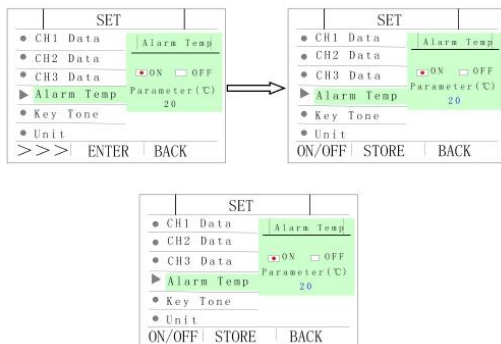 SET
CH1 Data
CH2 Data
CH3 Data
Alarm Temp
Key Tone
Unit
Alarm Temp
ON OFF
Parameter(℃)
20
>>> ENTER BACK
SET
CH1 Data
CH2 Data
CH3 Data
Alarm Temp
Key Tone
Unit
Alarm Temp
ON OFF
Parameter(℃)
20
ON/OFF STORE BACK
SET
CH1 Data
CH2 Data
CH3 Data
Alarm Temp
Key Tone
Unit
Alarm Temp
ON OFF
Parameter(℃)
20
ON/OFF STORE BACK